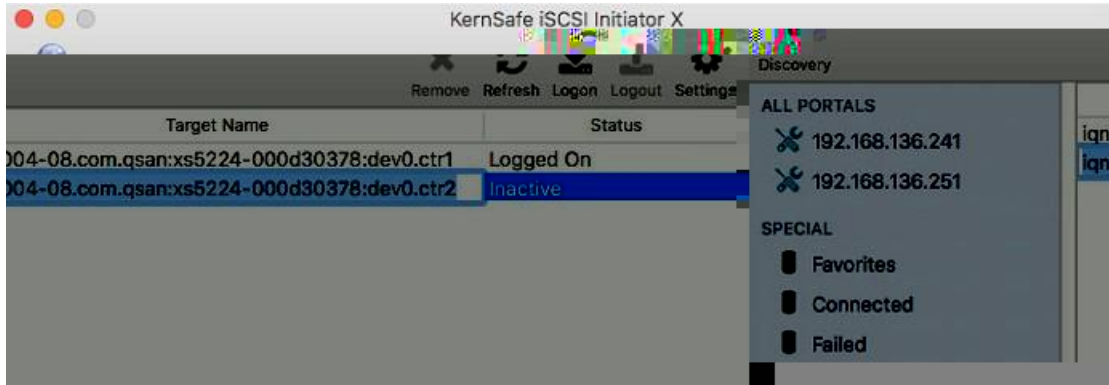 KernSafe iSCSI Initiator X
Remove Refresh Logon Logout Settings
Discovery
Target Name Status
004-08.com.qsan:xs5224-000d30378:dev0.ctr1 Logged On
004-08.com.qsan:xs5224-000d30378:dev0.ctr2 Inactive
ALL PORTALS
192.168.136.241
192.168.136.251
SPECIAL
Favorites
Connected
Failed
iqn
iqn